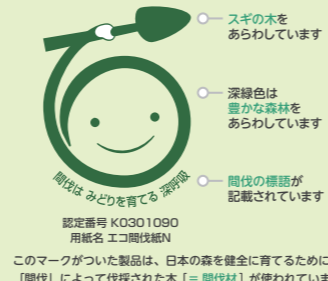 スギの木を
あらわしています
深緑色は
豊かな森林を
あらわしています
間伐は みどりを育てる 深呼吸
間伐の標語が
記載されています
認定番号 K0301090
用紙名 エコ間伐紙N
このマークがついた製品は、日本の森を健全に育てるために
「間伐」によって伐採された木［= 間伐材］が使われていま